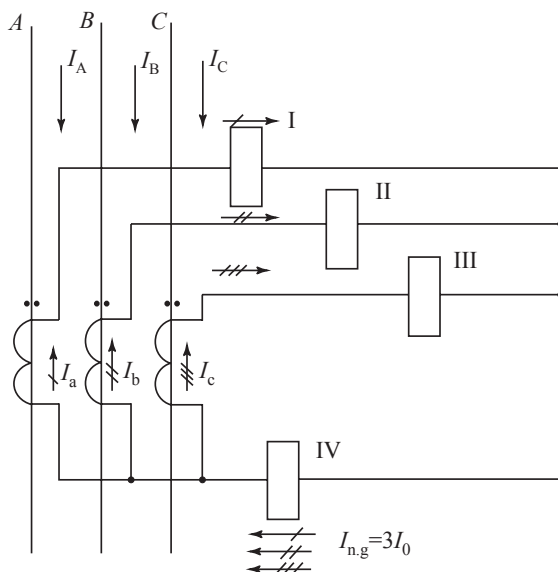 A B C
I_A I_B I_C
I
II
III
I_a I_b I_c
IV
I_n.g=3I_0